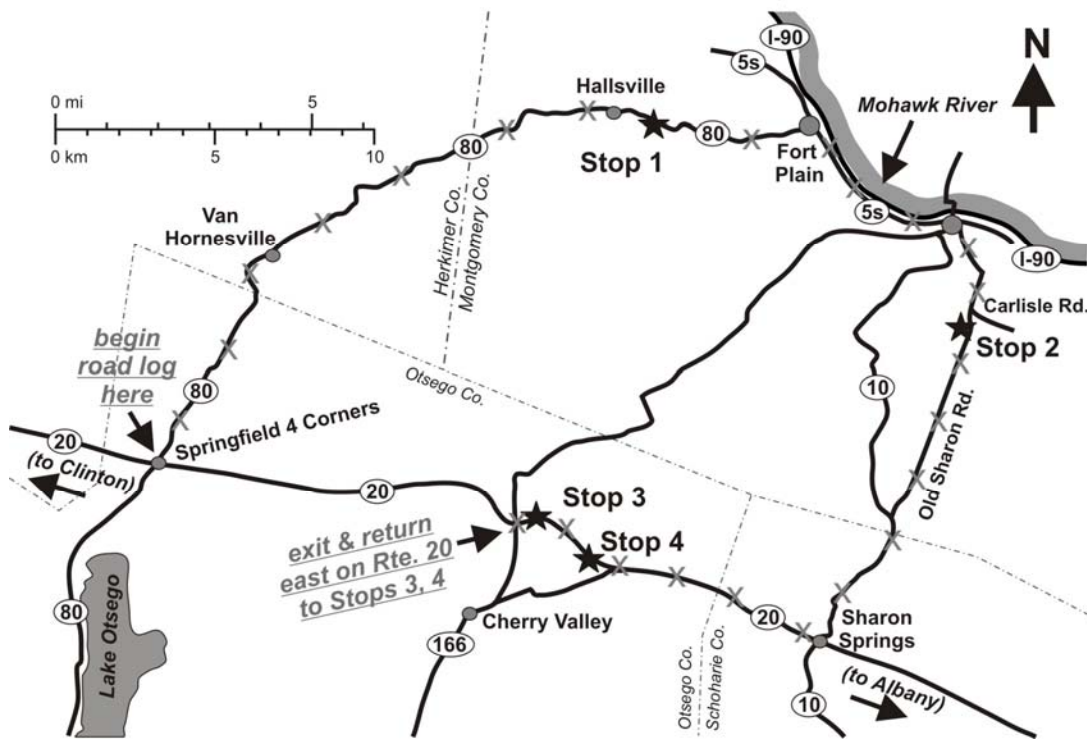 I-90
5s
N
0 mi
5
0 km
10
Hallsville
Mohawk River
80
80
Stop 1
Fort
Plain
Van
Hornesville
Herkimer Co.
Montgomery Co.
5s
I-90
Carlisle Rd.
Stop 2
begin
road log
here
80
Otsego Co.
10
Old Sharon Rd.
Springfield 4 Corners
20
(to Clinton)
20
Stop 3
exit & return
east on Rte. 20
to Stops 3, 4
Stop 4
80
Lake Otsego
Cherry Valley
166
Otsego Co.
Schoharie Co.
20
Sharon
Springs
10
(to Albany)